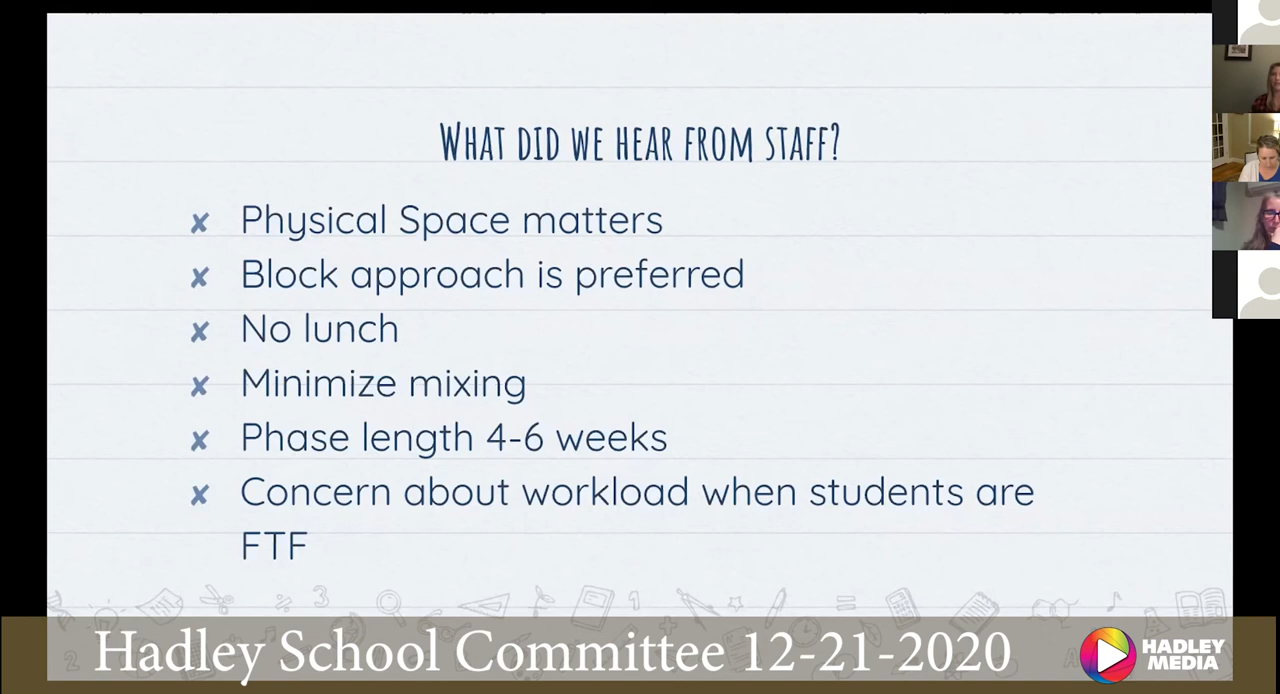 What did we hear from staff?
✘ Physical Space matters
✘ Block approach is preferred
✘ No lunch
✘ Minimize mixing
✘ Phase length 4-6 weeks
✘ Concern about workload when students are
FTF
Hadley School Committee 12-21-2020
HADLEY
MEDIA